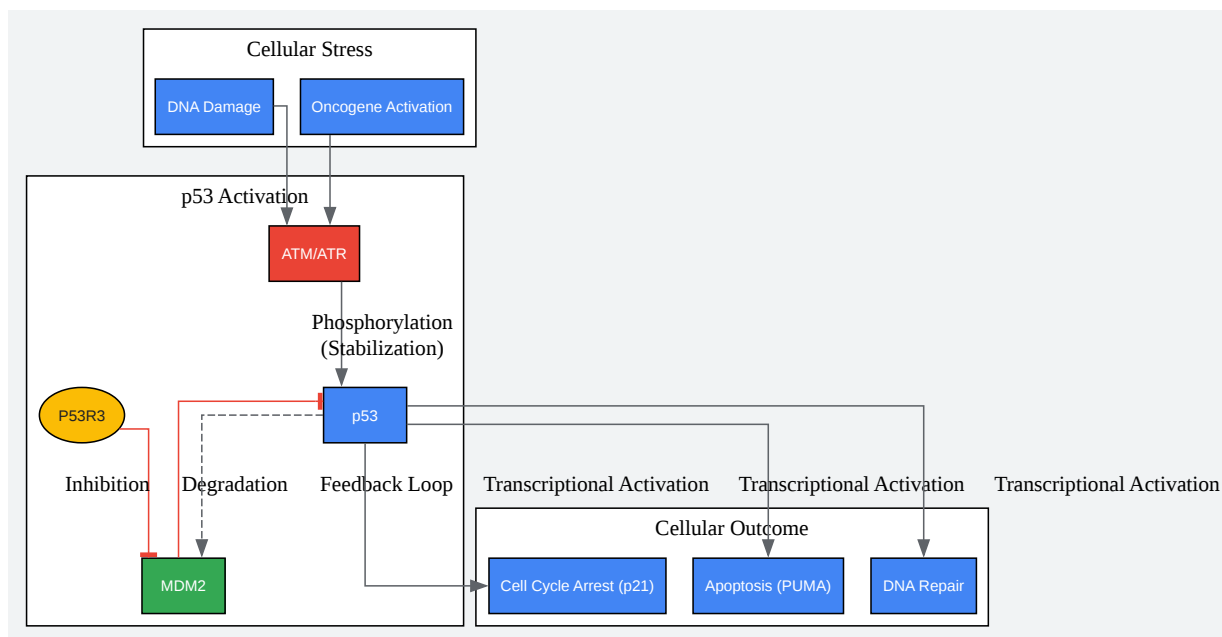 Cellular Stress
DNA Damage
Oncogene Activation
p53 Activation
ATM/ATR
Phosphorylation
(Stabilization)
P53R3
p53
Inhibition
Degradation
Feedback Loop
Transcriptional Activation
Transcriptional Activation
Transcriptional Activation
Cellular Outcome
MDM2
Cell Cycle Arrest (p21)
Apoptosis (PUMA)
DNA Repair